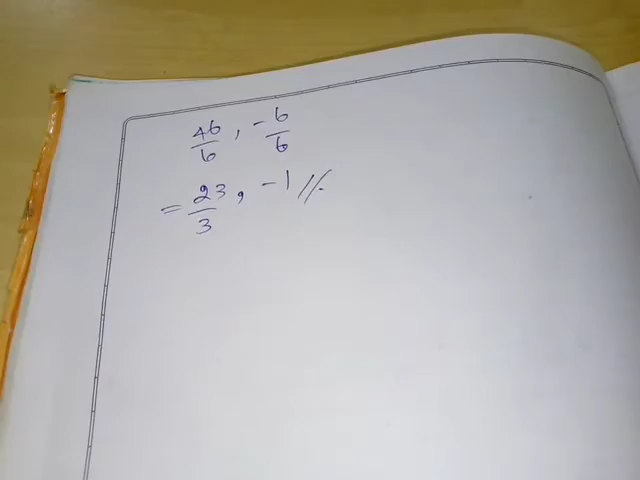 46/6, -6/6
= 23/3, -1 //.